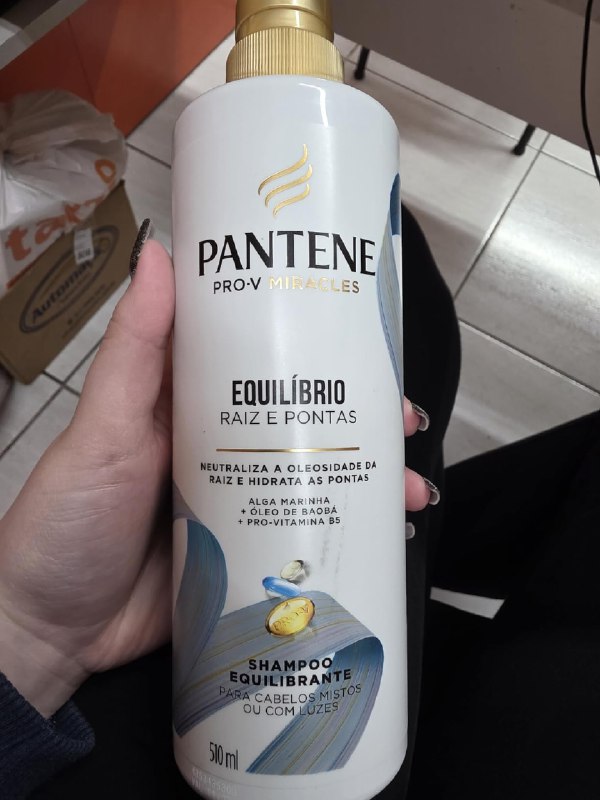 PANTENE
PRO-V MIRACLES
EQUILÍBRIO
RAIZ E PONTAS
NEUTRALIZA A OLEOSIDADE DA
RAIZ E HIDRATA AS PONTAS
ALGA MARINHA
+ ÓLEO DE BAOBÁ
+ PRO-VITAMINA B5
PRO-V
SHAMPOO
EQUILIBRANTE
PARA CABELOS MISTOS
OU COM LUZES
510 ml